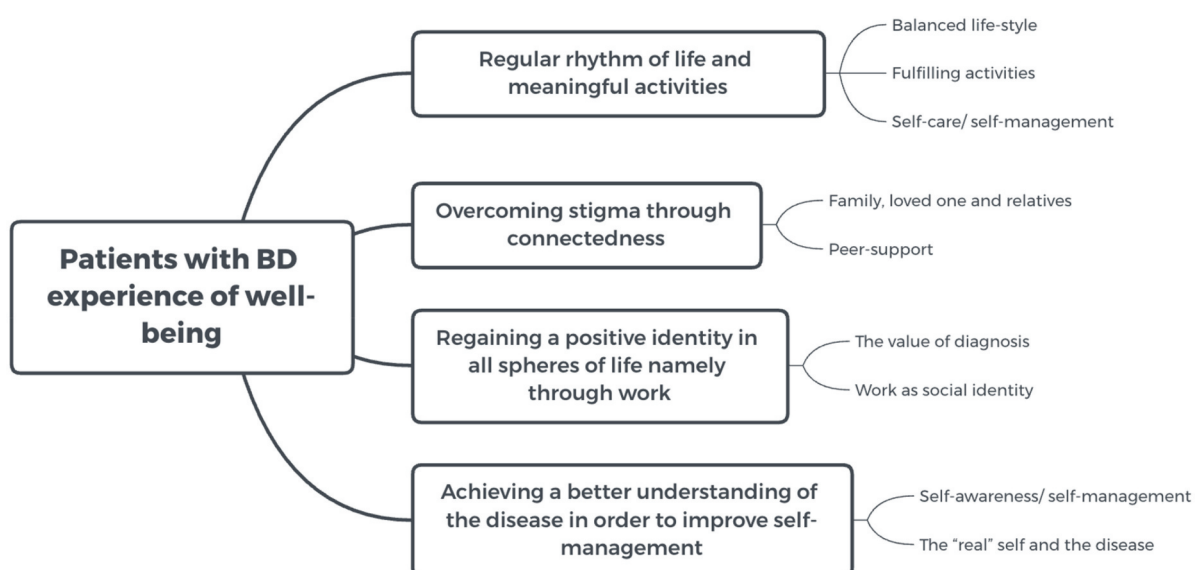 Patients with BD
experience of well-
being
Regular rhythm of life and
meaningful activities
Balanced life-style
Fulfilling activities
Self-care/ self-management
Overcoming stigma through
connectedness
Family, loved one and relatives
Peer-support
Regaining a positive identity in
all spheres of life namely
through work
The value of diagnosis
Work as social identity
Achieving a better understanding of
the disease in order to improve self-
management
Self-awareness/ self-management
The “real” self and the disease